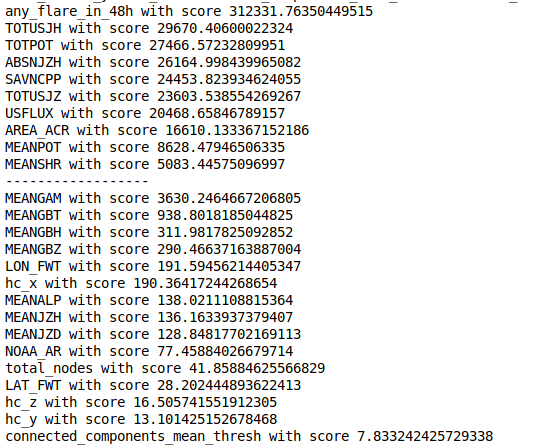 any_flare_in_48h with score 312331.76350449515
TOTUSJH with score 29670.40600022324
TOTPOT with score 27466.57232809951
ABSNJZH with score 26164.998439965082
SAVNCPP with score 24453.823934624055
TOTUSJZ with score 23603.538554269267
USFLUX with score 20468.65846789157
AREA_ACR with score 16610.133367152186
MEANPOT with score 8628.47946506335
MEANSHR with score 5083.44575096997
------------------
MEANGAM with score 3630.2464667206805
MEANGBT with score 938.8018185044825
MEANGBH with score 311.9817825092852
MEANGBZ with score 290.46637163887004
LON_FWT with score 191.59456214405347
hc_x with score 190.36417244268654
MEANALP with score 138.0211108815364
MEANJZH with score 136.1633937379407
MEANJZD with score 128.84817702169113
NOAA_AR with score 77.45884026679714
total_nodes with score 41.85884625566829
LAT_FWT with score 28.202444893622413
hc_z with score 16.505741551912305
hc_y with score 13.101425152678468
connected_components_mean_thresh with score 7.833242425729338